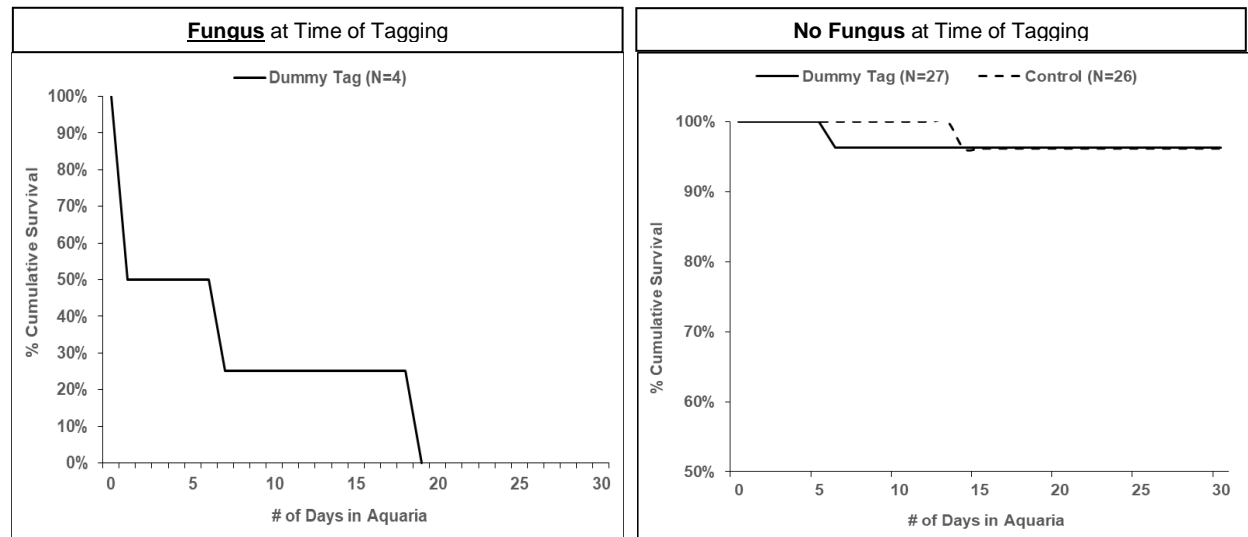 Fungus at Time of Tagging
Dummy Tag (N=4)
100%
90%
80%
70%
60%
50%
40%
30%
20%
10%
0%
% Cumulative Survival
0 5 10 15 20 25 30
# of Days in Aquaria
No Fungus at Time of Tagging
Dummy Tag (N=27) Control (N=26)
100%
90%
80%
70%
60%
50%
% Cumulative Survival
0 5 10 15 20 25 30
# of Days in Aquaria